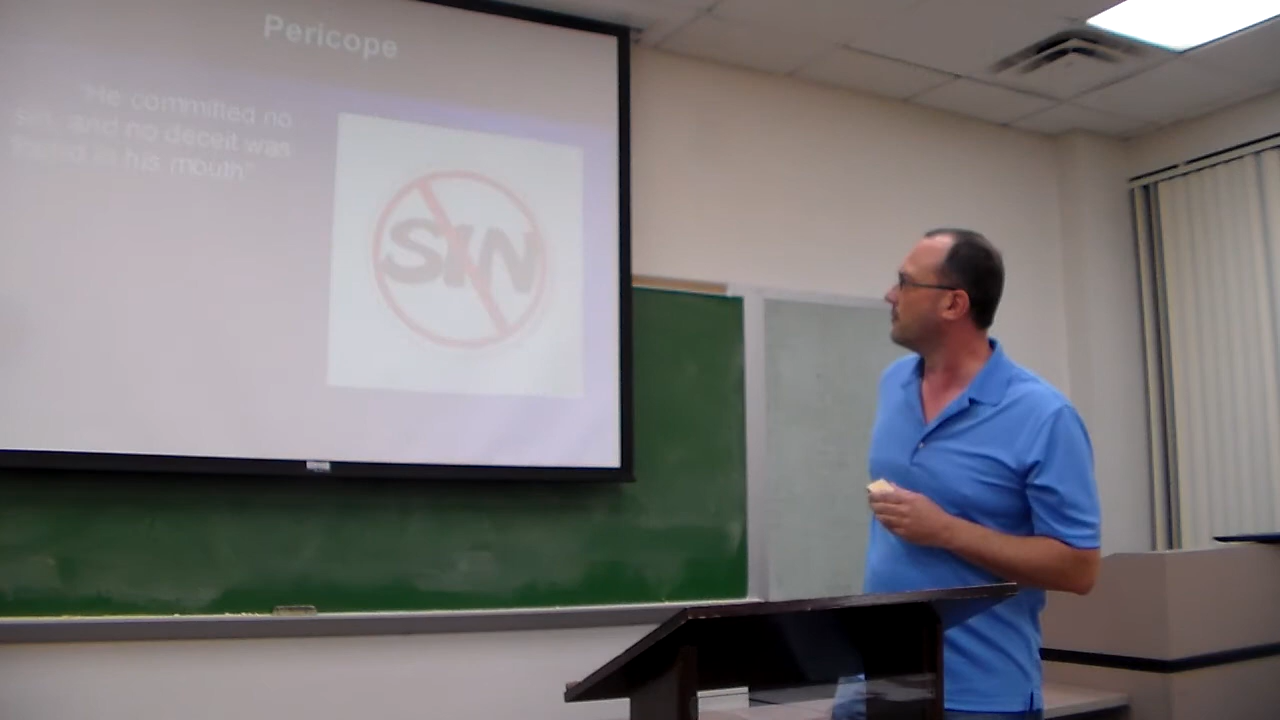 Pericope
"He committed no
sin, and no deceit was
found in his mouth"
SIN